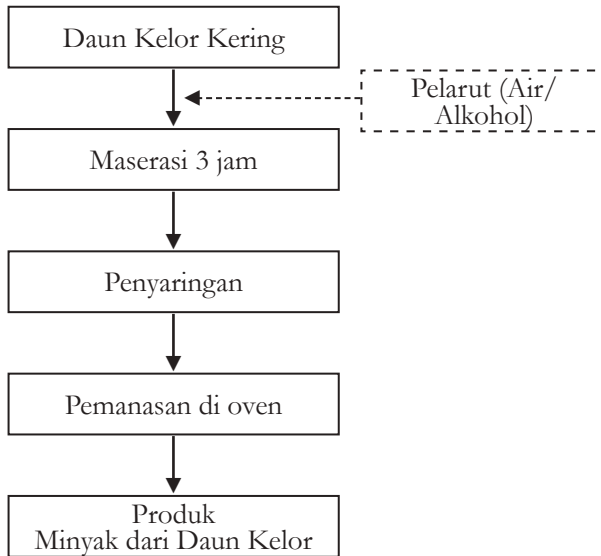 Daun Kelor Kering
Pelarut (Air/
Alkohol)
Maserasi 3 jam
Penyaringan
Pemanasan di oven
Produk
Minyak dari Daun Kelor